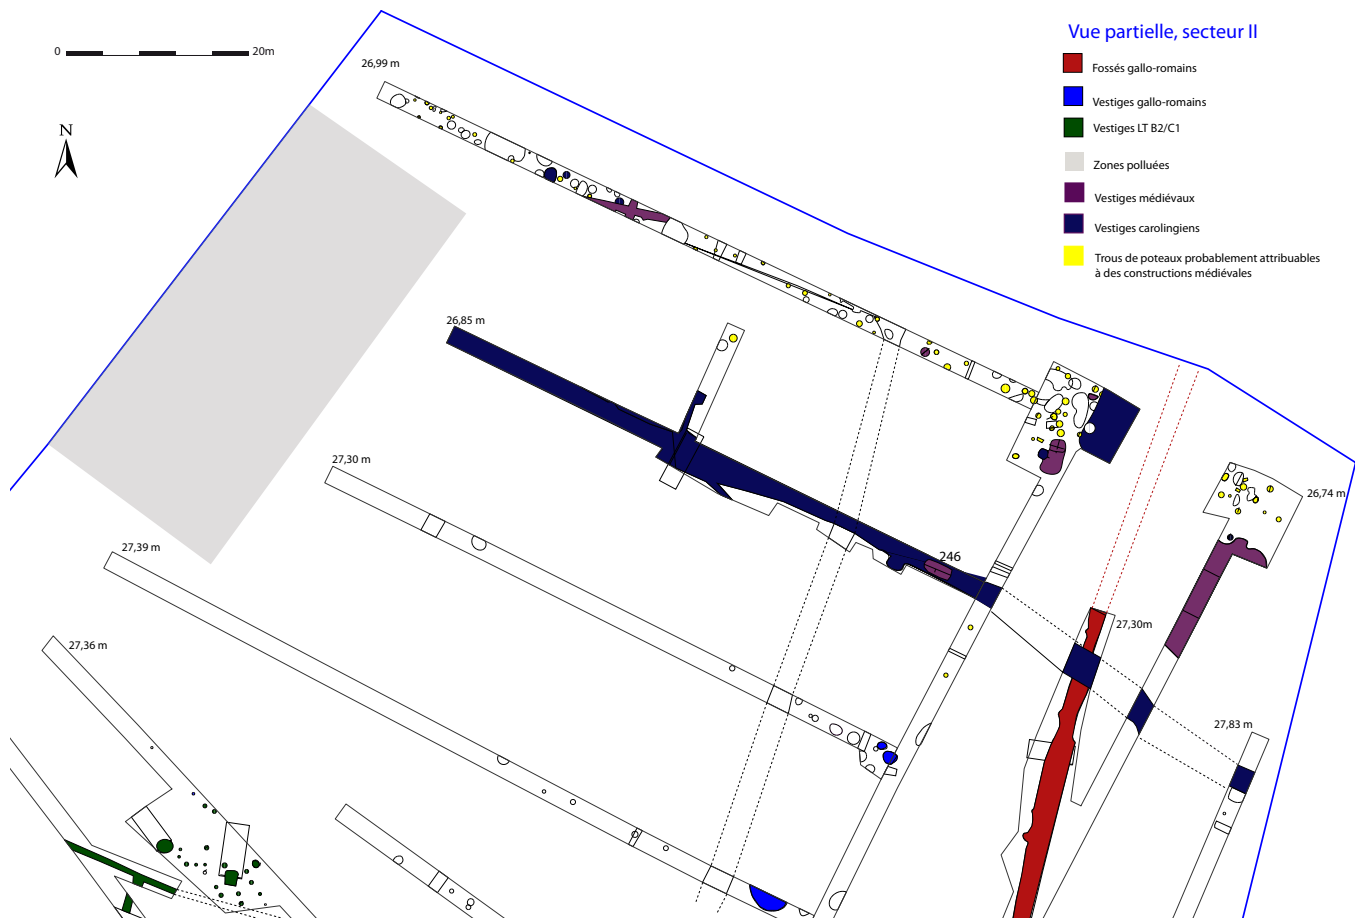 Vue partielle, secteur II
0 20m
N
Fossés gallo-romains
Vestiges gallo-romains
Vestiges LT B2/C1
Zones polluées
Vestiges médiévaux
Vestiges carolingiens
Trous de poteaux probablement attribuables
à des constructions médiévales
26,99 m
26,85 m
27,30 m
26,74 m
27,39 m
246
27,30m
27,36 m
27,83 m